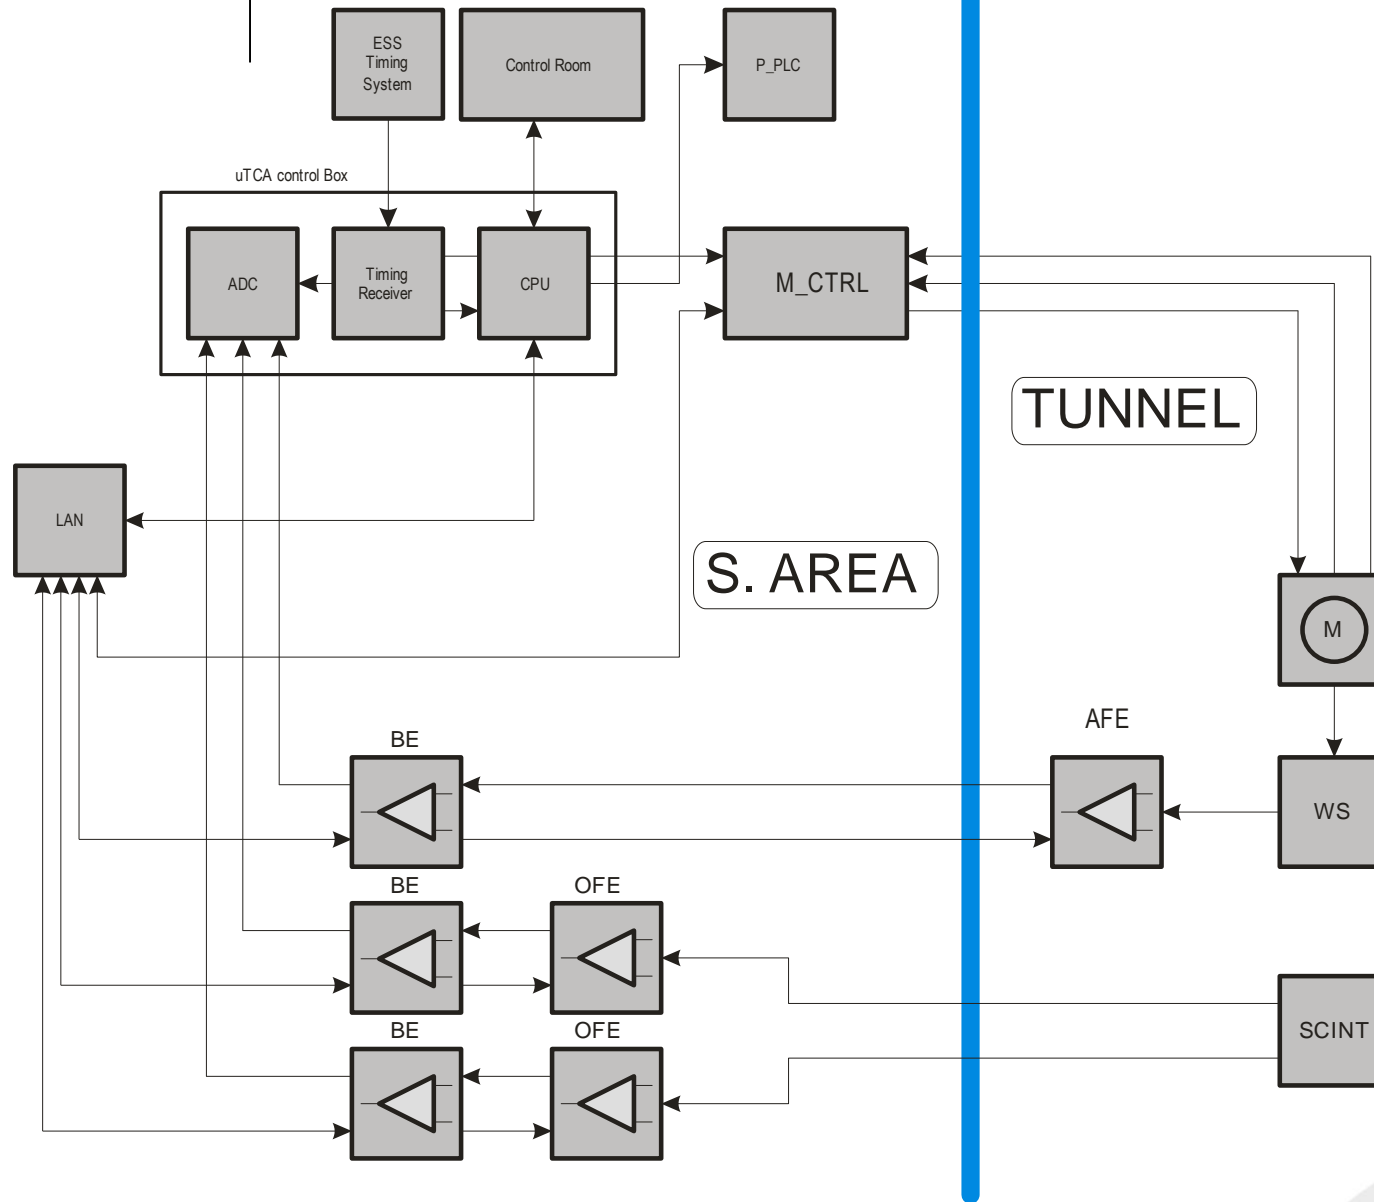 ESS
Timing
System
Control Room
P_PLC
uTCA control Box
ADC
Timing
Receiver
CPU
M_CTRL
TUNNEL
LAN
S. AREA
M
AFE
BE
WS
BE
OFE
SCINT
BE
OFE